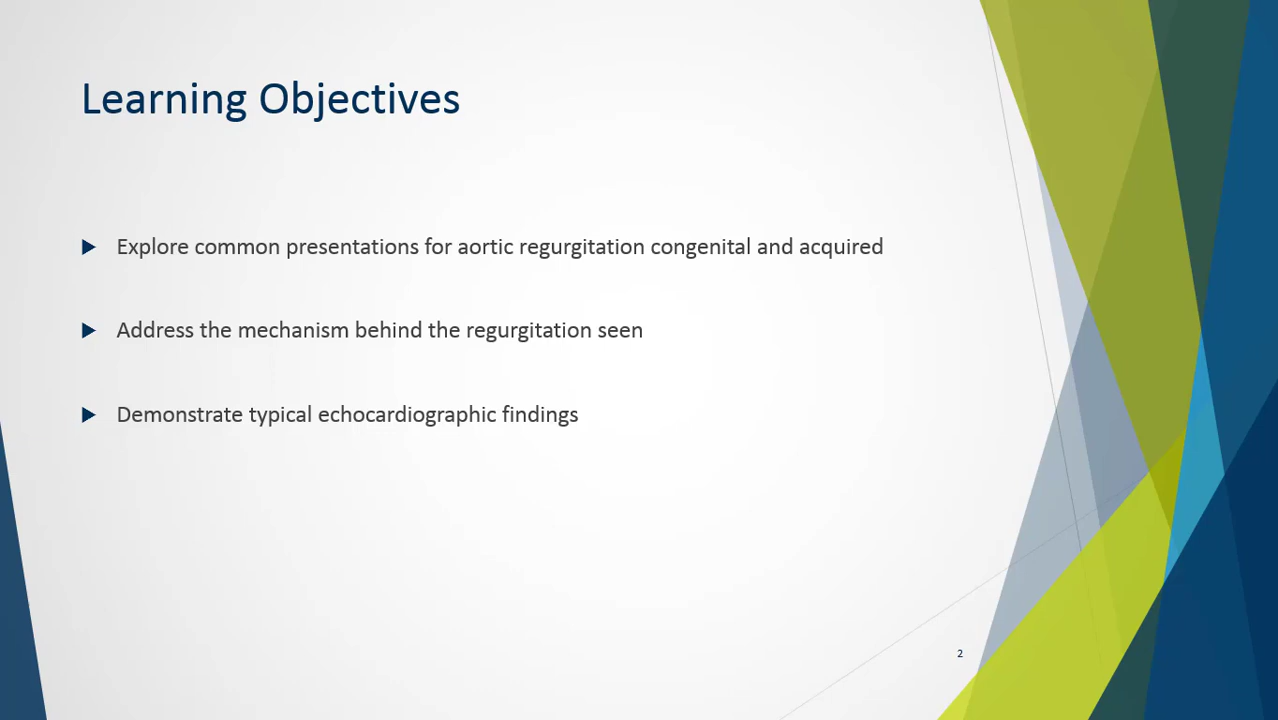 Learning Objectives
Explore common presentations for aortic regurgitation congenital and acquired
Address the mechanism behind the regurgitation seen
Demonstrate typical echocardiographic findings
2